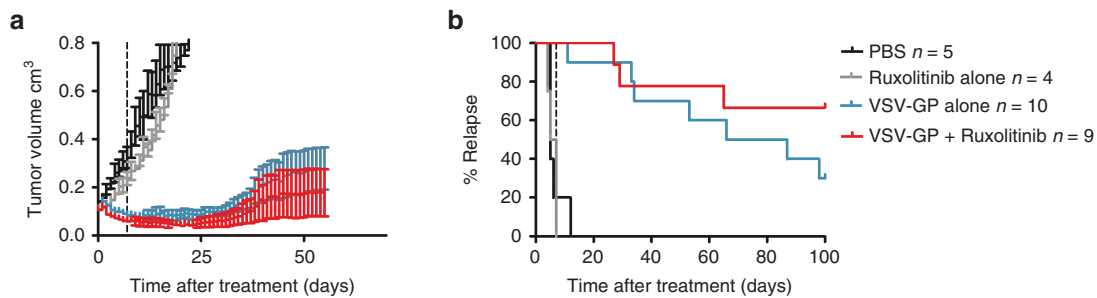 a
0.8
0.6
0.4
0.2
0.0
Tumor volume cm³
0
25
50
Time after treatment (days)
b
100
80
60
40
20
0
% Relapse
0
20
40
60
80
100
Time after treatment (days)
PBS n = 5
Ruxolitinib alone n = 4
VSV-GP alone n = 10
VSV-GP + Ruxolitinib n = 9